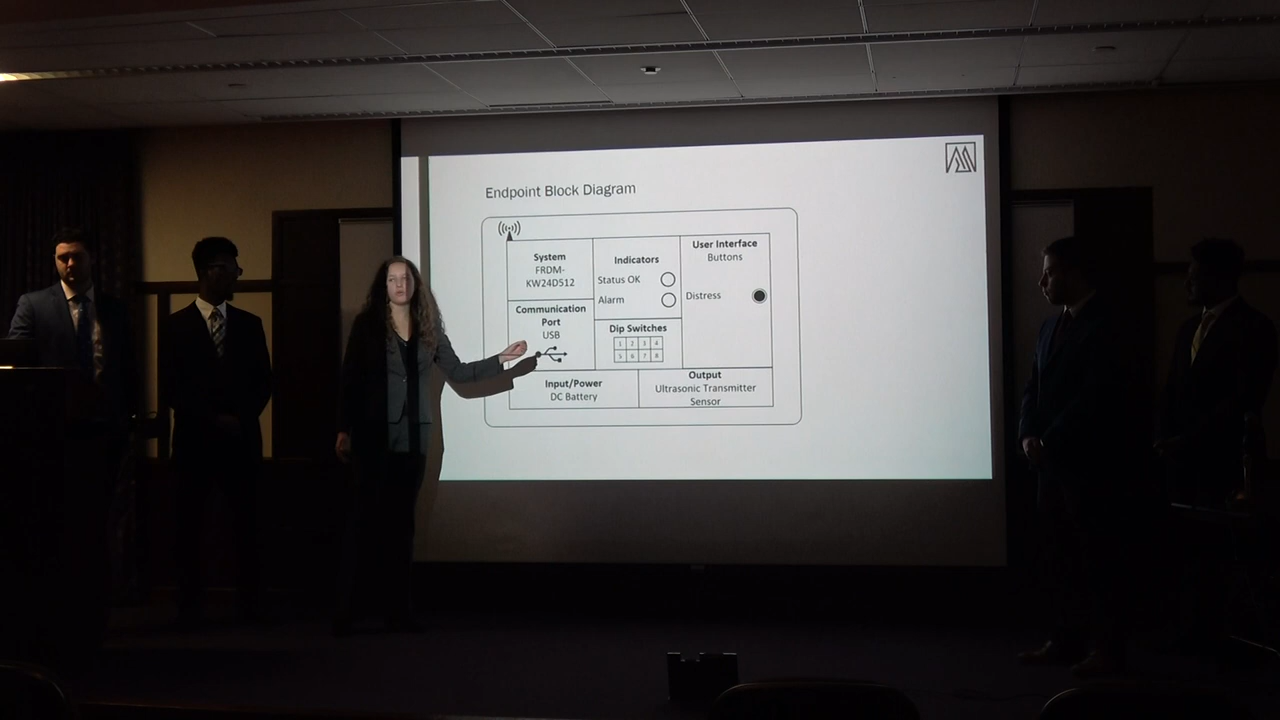 Endpoint Block Diagram
System
FRDM-
KW24D512
Communication
Port
USB
Indicators
Status OK
Alarm
Dip Switches
1 2 3 4
5 6 7 8
User Interface
Buttons
Distress
Input/Power
DC Battery
Output
Ultrasonic Transmitter
Sensor